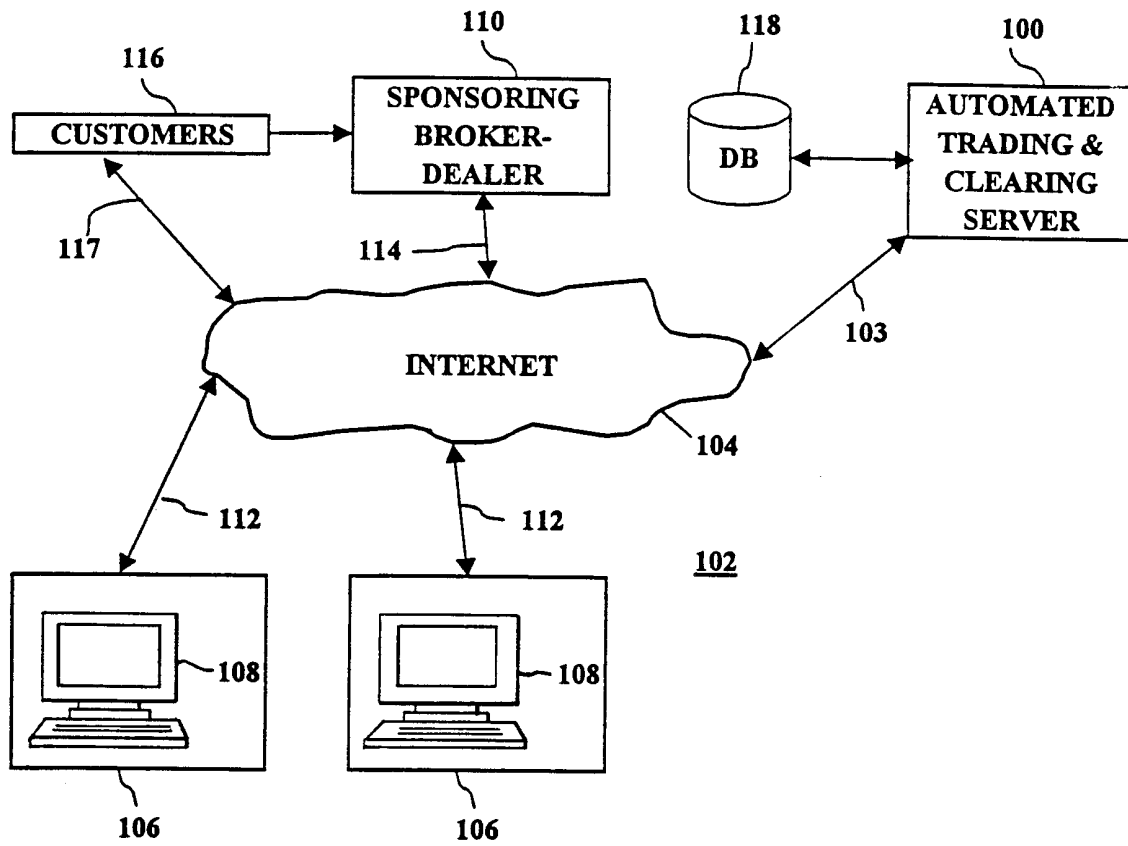 110
118
100
116
SPONSORING
BROKER-
DEALER
AUTOMATED
TRADING &
CLEARING
SERVER
CUSTOMERS
DB
117
114
103
INTERNET
104
112
112
102
108
108
106
106